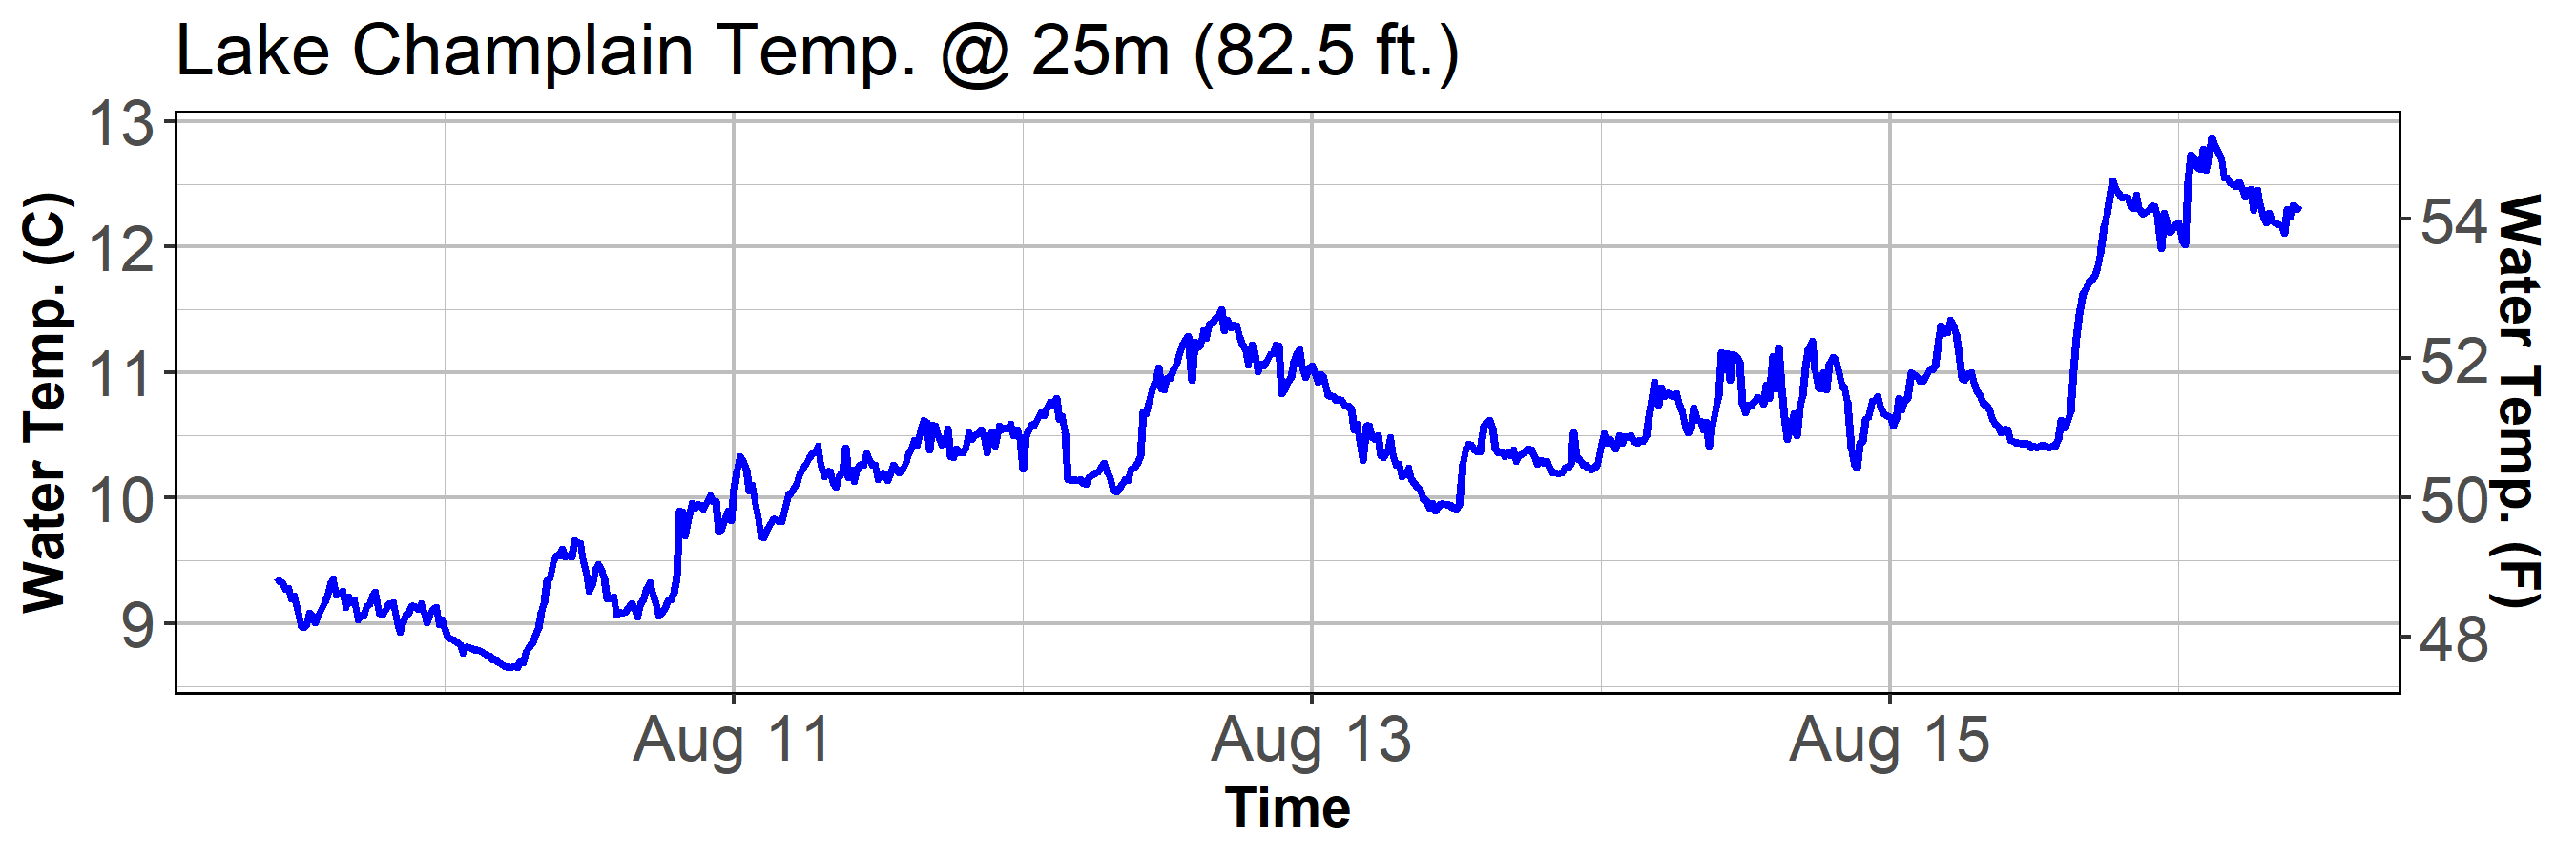 Lake Champlain Temp. @ 25m (82.5 ft.)
Water Temp. (C)
13
12
11
10
9
54
52
50
48
Water Temp. (F)
Aug 11
Aug 13
Aug 15
Time